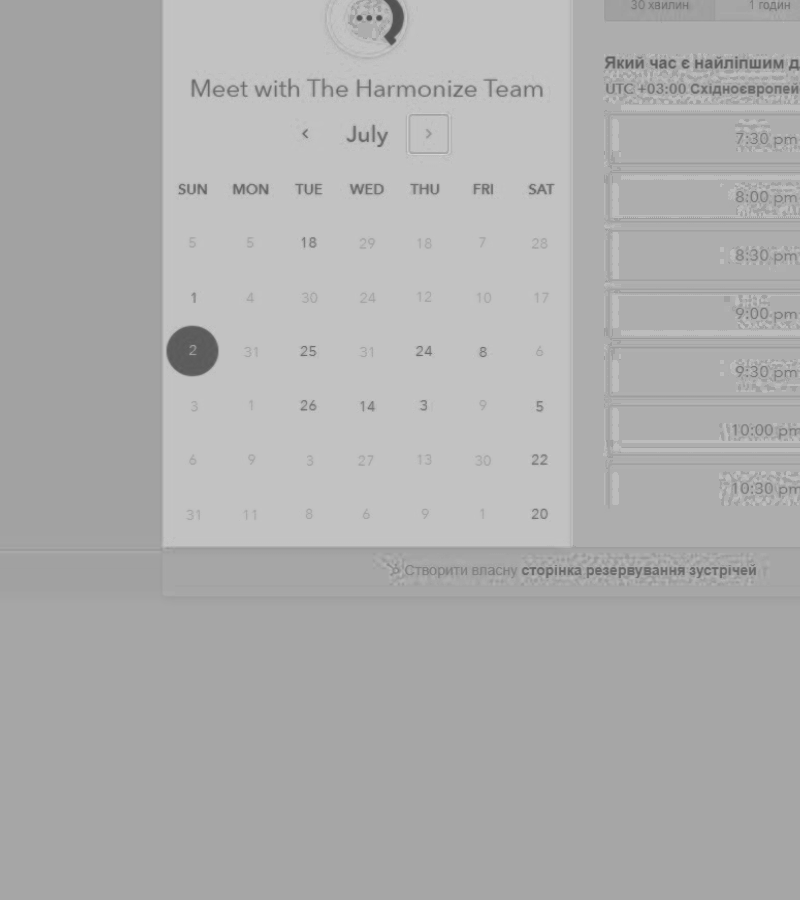 30 хвилин 1 годин
Meet with The Harmonize Team
‹ July ›
SUN MON TUE WED THU FRI SAT
5 5 18 29 18 7 28
1 4 30 24 12 10 17
2 31 25 31 24 8 6
3 1 26 14 3 9 5
6 9 3 27 13 30 22
31 11 8 6 9 1 20
Який час є найліпшим д
UTC +03:00 Східноєвропей
7:30 pm
8:00 pm
8:30 pm
9:00 pm
9:30 pm
10:00 pm
10:30 pm
Створити власну сторінка резервування зустрічей